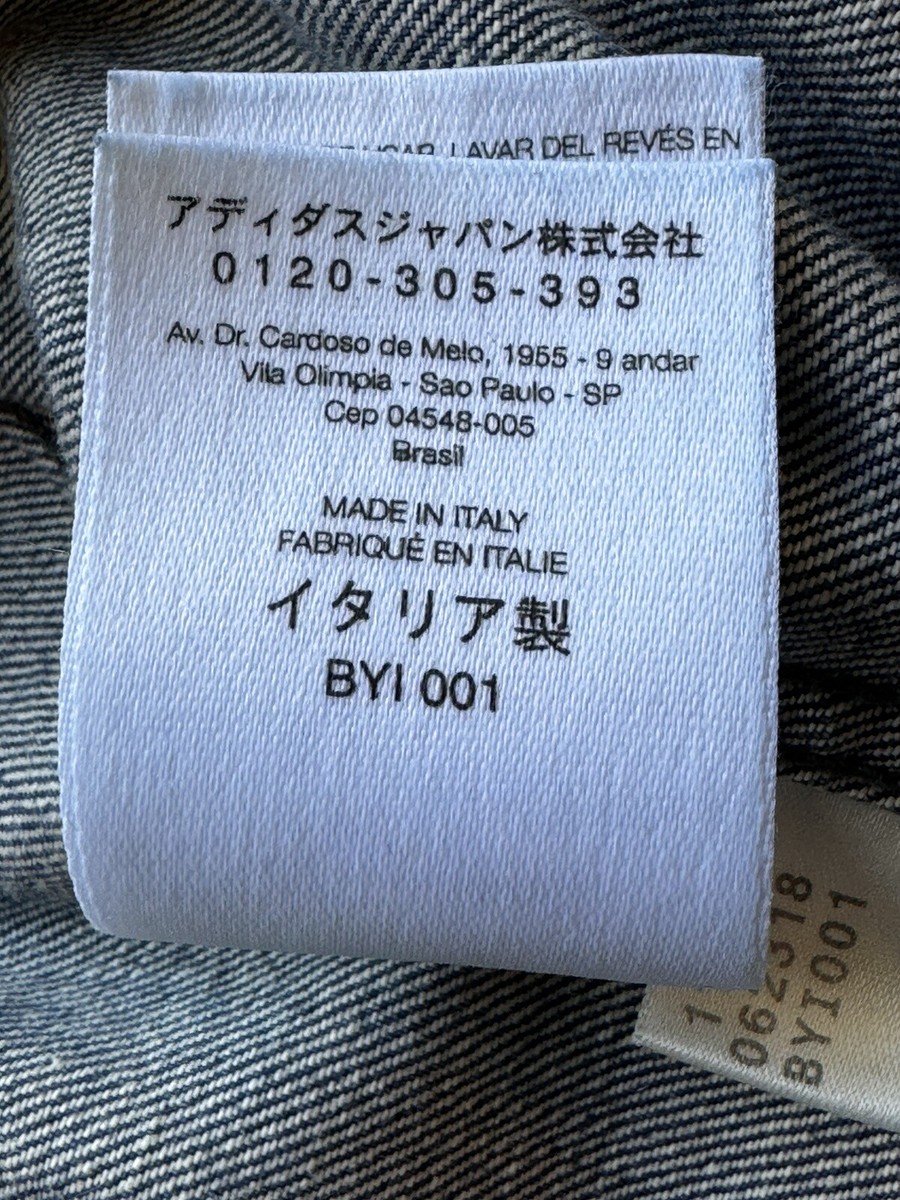 LAVAR DEL REVÉS EN
アディダスジャパン株式会社
0120-305-393
Av. Dr. Cardoso de Melo, 1955 - 9 andar
Vila Olimpia - Sao Paulo - SP
Cep 04548-005
Brasil
MADE IN ITALY
FABRIQUÉ EN ITALIE
イタリア製
BYI 001
1
062318
BYI001